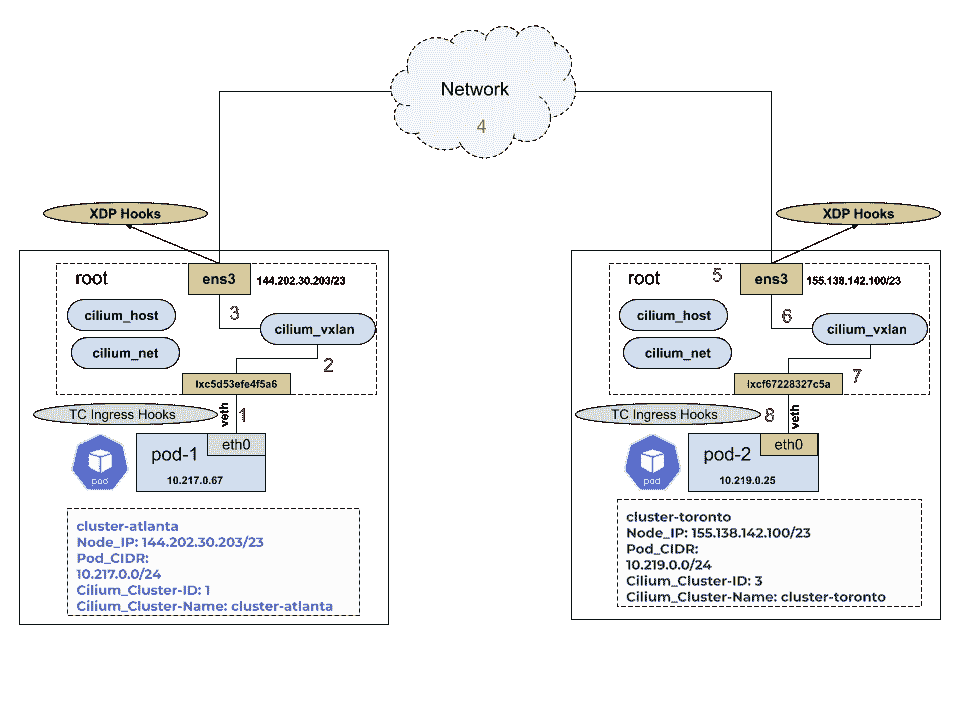 Network
4
XDP Hooks
XDP Hooks
root
ens3
144.202.30.203/23
cilium_host
3
cilium_vxlan
cilium_net
2
lxc5d53efe4f5a6
TC Ingress Hooks
veth
1
pod-1
eth0
10.217.0.67
pod
cluster-atlanta
Node_IP: 144.202.30.203/23
Pod_CIDR:
10.217.0.0/24
Cilium_Cluster-ID: 1
Cilium_Cluster-Name: cluster-atlanta
root
5
ens3
155.138.142.100/23
cilium_host
6
cilium_vxlan
cilium_net
7
lxcf67228327c5a
TC Ingress Hooks
8
veth
pod-2
eth0
10.219.0.25
pod
cluster-toronto
Node_IP: 155.138.142.100/23
Pod_CIDR:
10.219.0.0/24
Cilium_Cluster-ID: 3
Cilium_Cluster-Name: cluster-toronto